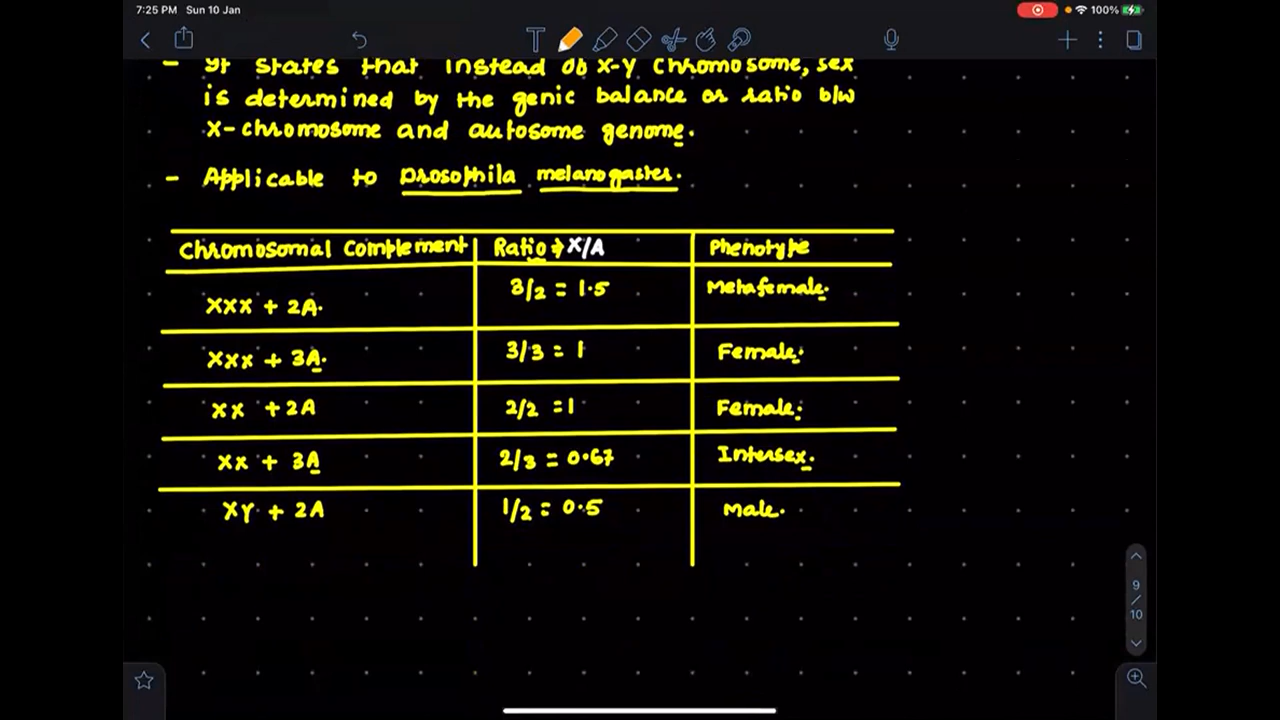 7:25 PM Sun 10 Jan
100%
- It states that instead of X-Y chromosome, sex
is determined by the genic balance or ratio b/w
X-chromosome and autosome genome.
- Applicable to Drosophila melanogaster.
Chromosomal Complement Ratio → X/A Phenotype
XXX + 2A. 3/2 = 1.5 Metafemale.
XXX + 3A. 3/3 = 1 Female.
XX + 2A 2/2 = 1 Female.
XX + 3A 2/3 = 0.67 Intersex.
XY + 2A 1/2 = 0.5 Male.
9
/
10